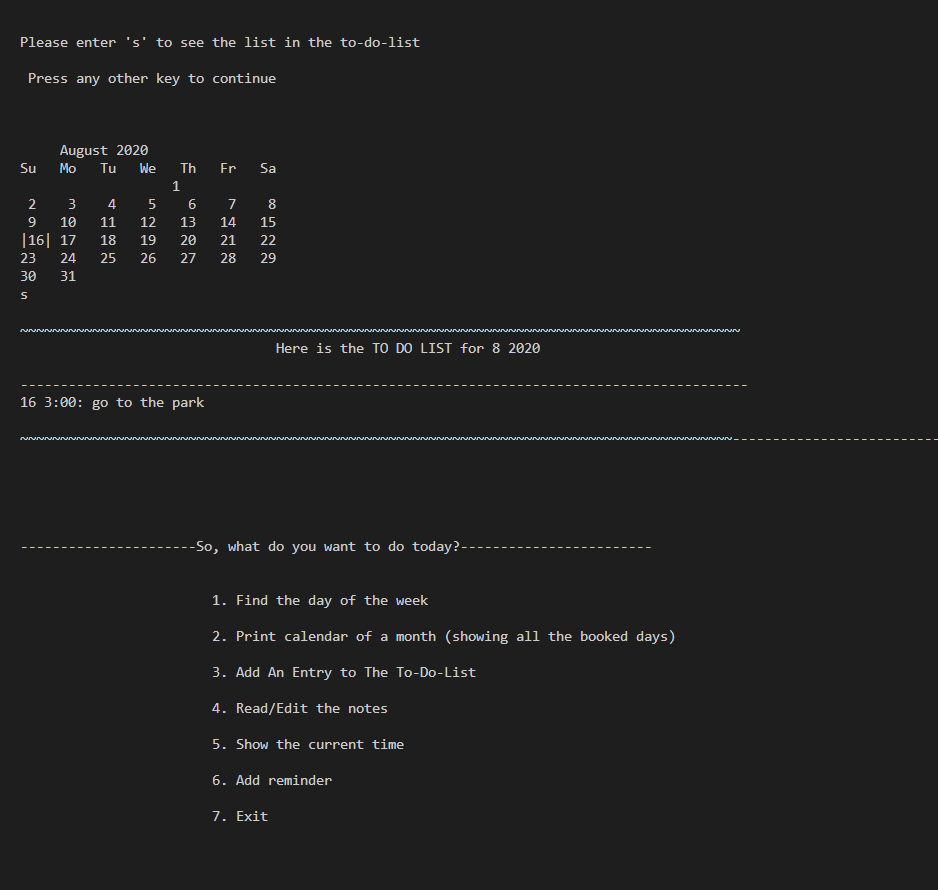 Please enter 's' to see the list in the to-do-list
Press any other key to continue
August 2020
Su   Mo   Tu   We   Th   Fr   Sa
                   1
 2    3    4    5    6    7    8
 9   10   11   12   13   14   15
|16| 17   18   19   20   21   22
23   24   25   26   27   28   29
30   31
s
~~~~~~~~~~~~~~~~~~~~~~~~~~~~~~~~~~~~~~~~~~~~~~~~~~~~~~~~~~~~~~~~~~~~~~~~~~~~~~~~~~~~~~~~~~
Here is the TO DO LIST for 8 2020
-------------------------------------------------------------------------------------------
16 3:00: go to the park
~~~~~~~~~~~~~~~~~~~~~~~~~~~~~~~~~~~~~~~~~~~~~~~~~~~~~~~~~~~~~~~~~~~~~~~~~~~~~~~~~~~~~~~~~--------------------------
----------------------So, what do you want to do today?------------------------
1. Find the day of the week
2. Print calendar of a month (showing all the booked days)
3. Add An Entry to The To-Do-List
4. Read/Edit the notes
5. Show the current time
6. Add reminder
7. Exit